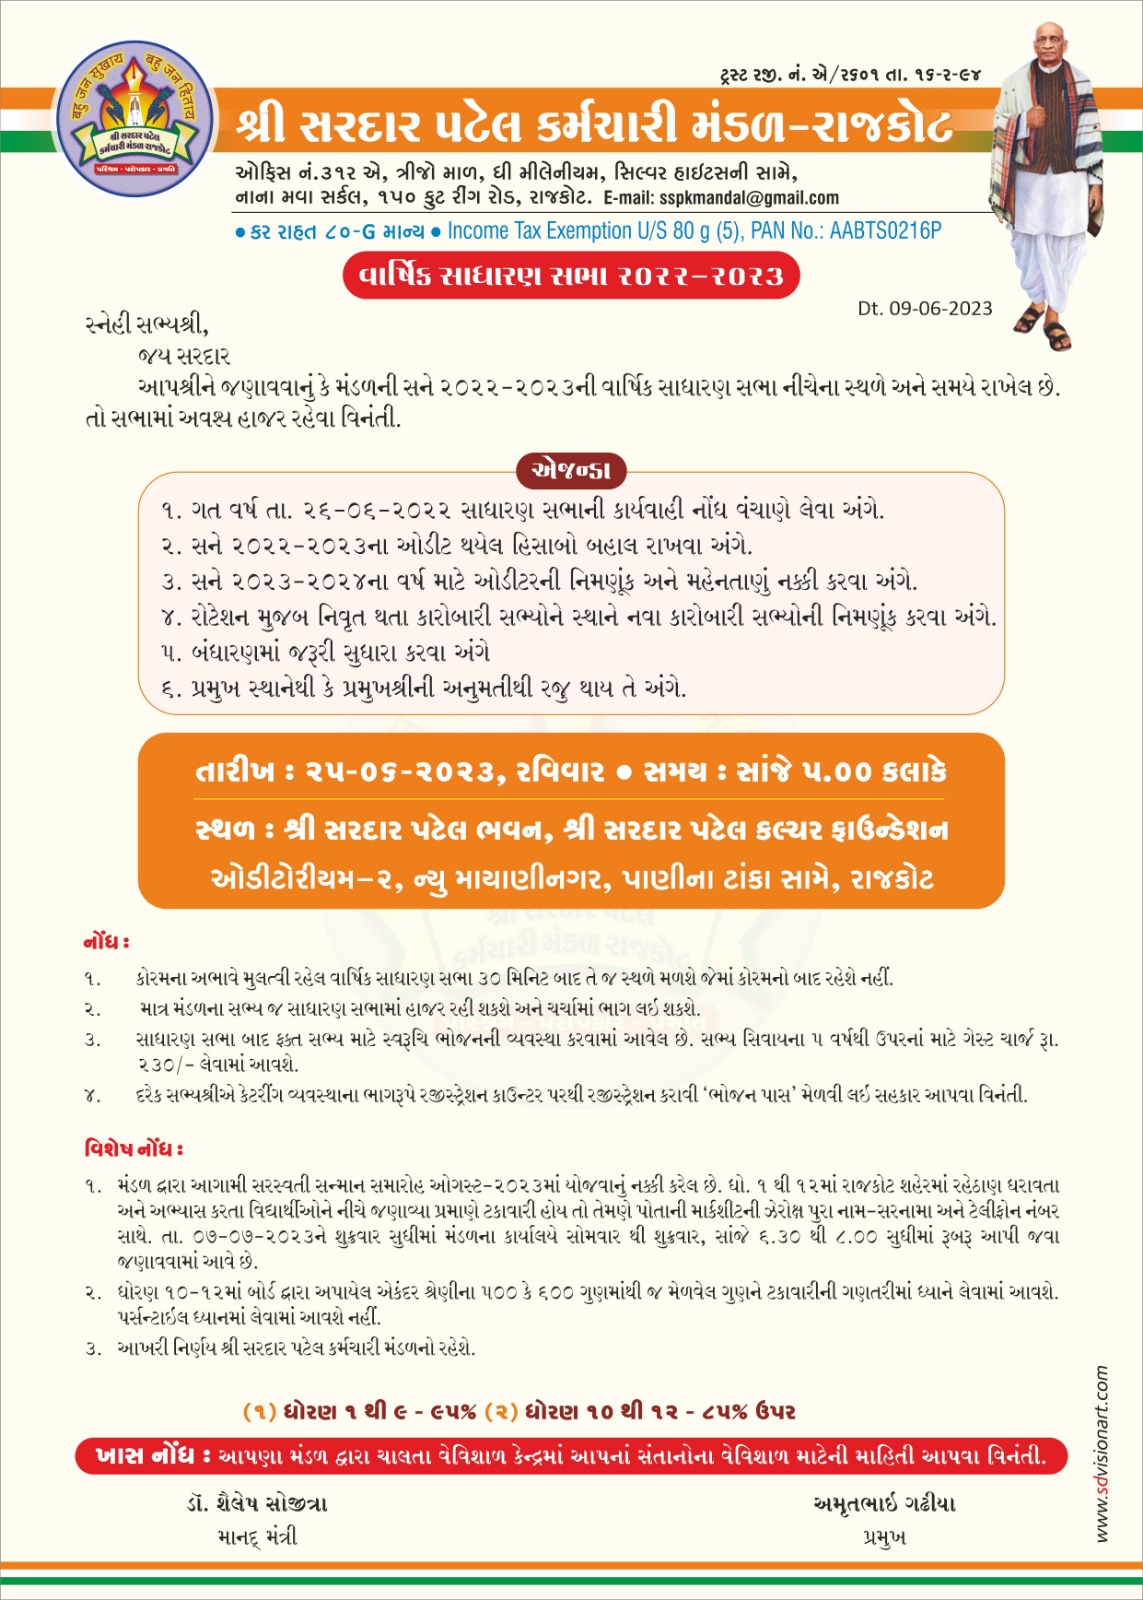 ટ્રસ્ટ રજી. નં. એ/૨૬૦૧ તા. ૧૬-૨-૯૪
બહુ જન સુખાય બહુ જન હિતાય
શ્રી સરદાર પટેલ
કર્મચારી મંડળ રાજકોટ
પરિશ્રમ - પરોપકાર - પ્રગતિ
શ્રી સરદાર પટેલ કર્મચારી મંડળ-રાજકોટ
ઓફિસ નં.૩૧૨ એ, ત્રીજો માળ, ધી મીલેનીયમ, સિલ્વર હાઈટસની સામે,
નાના મવા સર્કલ, ૧૫૦ ફુટ રીંગ રોડ, રાજકોટ. E-mail: sspkmandal@gmail.com
• કર રાહત ૮૦-G માન્ય • Income Tax Exemption U/S 80 g (5), PAN No.: AABTS0216P
વાર્ષિક સાધારણ સભા ૨૦૨૨-૨૦૨૩
Dt. 09-06-2023
સ્નેહી સભ્યશ્રી,
જય સરદાર
આપશ્રીને જણાવવાનું કે મંડળની સને ૨૦૨૨-૨૦૨૩ની વાર્ષિક સાધારણ સભા નીચેના સ્થળે અને સમયે રાખેલ છે.
તો સભામાં અવશ્ય હાજર રહેવા વિનંતી.
એજન્ડા
૧. ગત વર્ષ તા. ૨૬-૦૬-૨૦૨૨ સાધારણ સભાની કાર્યવાહી નોંધ વંચાણે લેવા અંગે.
૨. સને ૨૦૨૨-૨૦૨૩ના ઓડીટ થયેલ હિસાબો બહાલ રાખવા અંગે.
૩. સને ૨૦૨૩-૨૦૨૪ના વર્ષ માટે ઓડીટરની નિમણૂંક અને મહેનતાણું નક્કી કરવા અંગે.
૪. રોટેશન મુજબ નિવૃત થતા કારોબારી સભ્યોને સ્થાને નવા કારોબારી સભ્યોની નિમણૂંક કરવા અંગે.
૫. બંધારણમાં જરૂરી સુધારા કરવા અંગે
૬. પ્રમુખ સ્થાનેથી કે પ્રમુખશ્રીની અનુમતીથી રજુ થાય તે અંગે.
તારીખ : ૨૫-૦૬-૨૦૨૩, રવિવાર • સમય : સાંજે ૫.૦૦ કલાકે
સ્થળ : શ્રી સરદાર પટેલ ભવન, શ્રી સરદાર પટેલ કલ્ચર ફાઉન્ડેશન
ઓડીટોરીયમ-૨, ન્યુ માયાણીનગર, પાણીના ટાંકા સામે, રાજકોટ
નોંધ :
૧. કોરમના અભાવે મુલત્વી રહેલ વાર્ષિક સાધારણ સભા ૩૦ મિનિટ બાદ તે જ સ્થળે મળશે જેમાં કોરમનો બાદ રહેશે નહીં.
૨. માત્ર મંડળના સભ્ય જ સાધારણ સભામાં હાજર રહી શકશે અને ચર્ચામાં ભાગ લઇ શકશે.
૩. સાધારણ સભા બાદ ફક્ત સભ્ય માટે સ્વરૂચિ ભોજનની વ્યવસ્થા કરવામાં આવેલ છે. સભ્ય સિવાયના ૫ વર્ષથી ઉપરનાં માટે ગેસ્ટ ચાર્જ રૂા.
૨૩૦/- લેવામાં આવશે.
૪. દરેક સભ્યશ્રીએ કેટરીંગ વ્યવસ્થાના ભાગરૂપે રજીસ્ટ્રેશન કાઉન્ટર પરથી રજીસ્ટ્રેશન કરાવી ‘ભોજન પાસ’ મેળવી લઇ સહકાર આપવા વિનંતી.
વિશેષ નોંધ :
૧. મંડળ દ્વારા આગામી સરસ્વતી સન્માન સમારોહ ઓગસ્ટ-૨૦૨૩માં યોજવાનું નક્કી કરેલ છે. ધો. ૧ થી ૧૨માં રાજકોટ શહેરમાં રહેઠાણ ધરાવતા
અને અભ્યાસ કરતા વિદ્યાર્થીઓને નીચે જણાવ્યા પ્રમાણે ટકાવારી હોય તો તેમણે પોતાની માર્કશીટની ઝેરોક્ષ પુરા નામ-સરનામા અને ટેલીફોન નંબર
સાથે. તા. ૦૭-૦૭-૨૦૨૩ને શુક્રવાર સુધીમાં મંડળના કાર્યાલયે સોમવાર થી શુક્રવાર, સાંજે ૬.૩૦ થી ૮.૦૦ સુધીમાં રૂબરૂ આપી જવા
જણાવવામાં આવે છે.
૨. ધોરણ ૧૦-૧૨માં બોર્ડ દ્વારા અપાયેલ એકંદર શ્રેણીના ૫૦૦ કે ૬૦૦ ગુણમાંથી જ મેળવેલ ગુણને ટકાવારીની ગણતરીમાં ધ્યાને લેવામાં આવશે.
પર્સન્ટાઇલ ધ્યાનમાં લેવામાં આવશે નહીં.
૩. આખરી નિર્ણય શ્રી સરદાર પટેલ કર્મચારી મંડળનો રહેશે.
(૧) ધોરણ ૧ થી ૯ - ૯૫% (૨) ધોરણ ૧૦ થી ૧૨ - ૮૫% ઉપર
ખાસ નોંધ : આપણા મંડળ દ્વારા ચાલતા વેવિશાળ કેન્દ્રમાં આપનાં સંતાનોના વેવિશાળ માટેની માહિતી આપવા વિનંતી.
ડૉ. શૈલેષ સોજીત્રા
માનદ્ મંત્રી
અમૃતભાઇ ગઢીયા
પ્રમુખ
www.sdvisionart.com